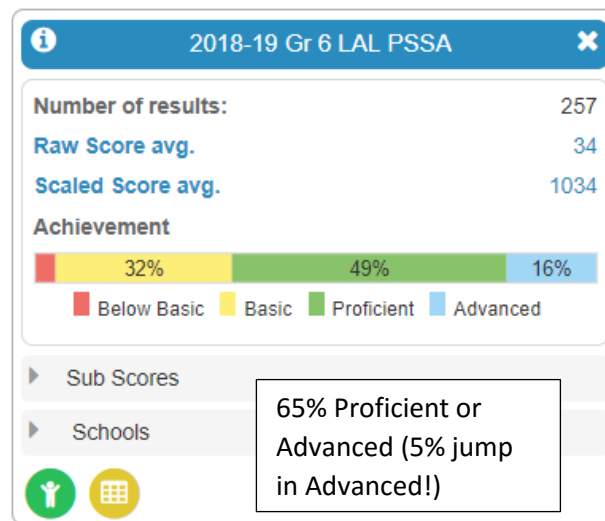 2018-19 Gr 6 LAL PSSA
Number of results: 257
Raw Score avg. 34
Scaled Score avg. 1034
Achievement
32% 49% 16%
Below Basic Basic Proficient Advanced
Sub Scores
Schools
65% Proficient or
Advanced (5% jump
in Advanced!)